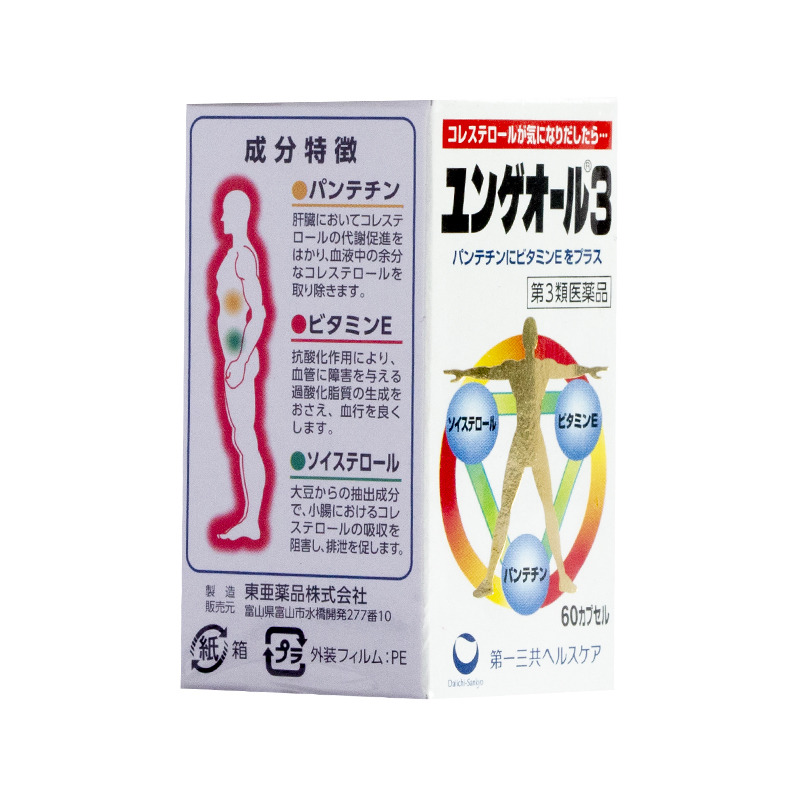 成分特徴
●パンテチン
肝臓においてコレステ
ロールの代謝促進を
はかり、血液中の余分
なコレステロールを
取り除きます。
●ビタミンE
抗酸化作用により、
血管に障害を与える
過酸化脂質の生成を
おさえ、血行を良く
します。
●ソイステロール
大豆からの抽出成分
で、小腸におけるコレ
ステロールの吸収を
阻害し、排泄を促します。
製造
販売元
東亜薬品株式会社
富山県富山市水橋開発277番10
紙 箱
プラ 外装フィルム:PE
コレステロールが気になりだしたら…
ユンゲオール®3
パンテチンにビタミンEをプラス
第3類医薬品
ソイステロール
ビタミンE
パンテチン
60カプセル
第一三共ヘルスケア
Daiichi-Sankyo